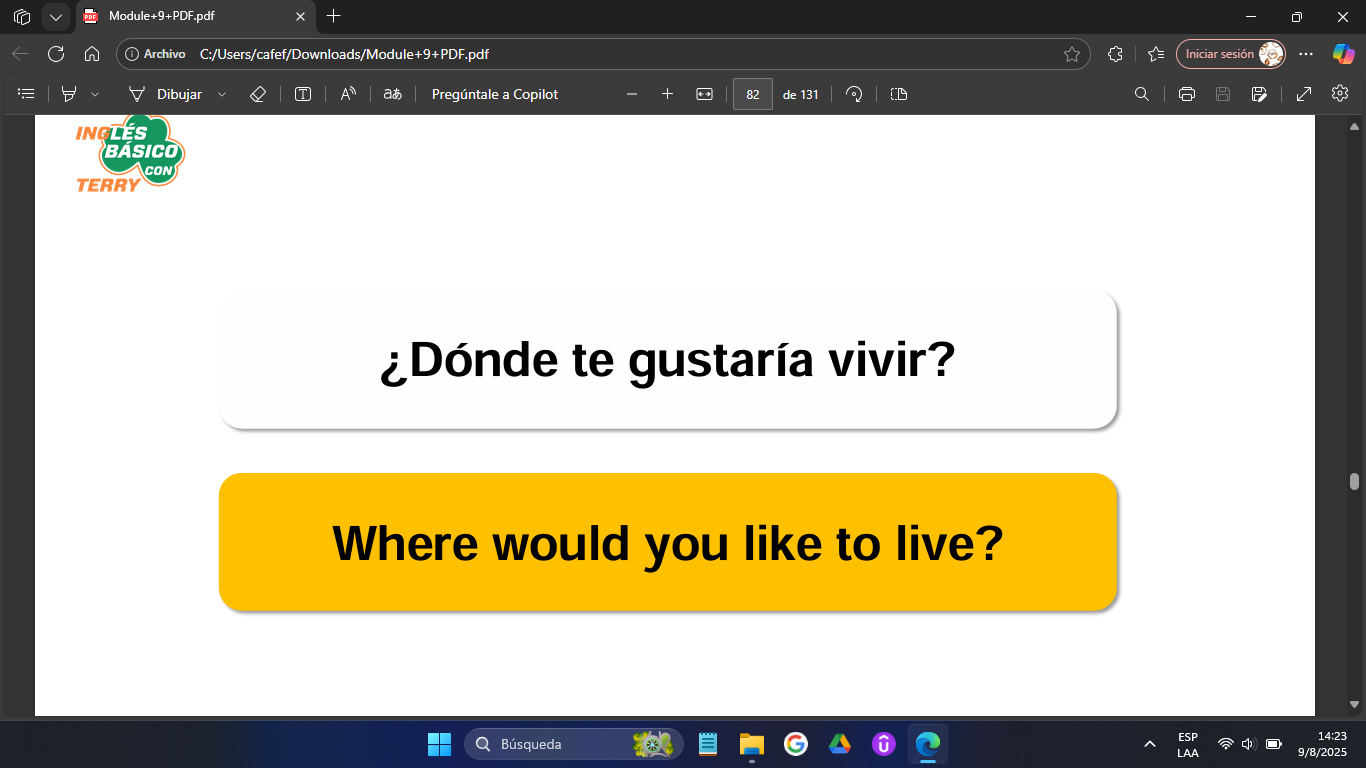 Module+9+PDF.pdf
Archivo C:/Users/cafef/Downloads/Module+9+PDF.pdf Iniciar sesión
Dibujar Pregúntale a Copilot 82 de 131
INGLÉS
BÁSICO
CON
TERRY
¿Dónde te gustaría vivir?
Where would you like to live?
Búsqueda
ESP
LAA
14:23
9/8/2025